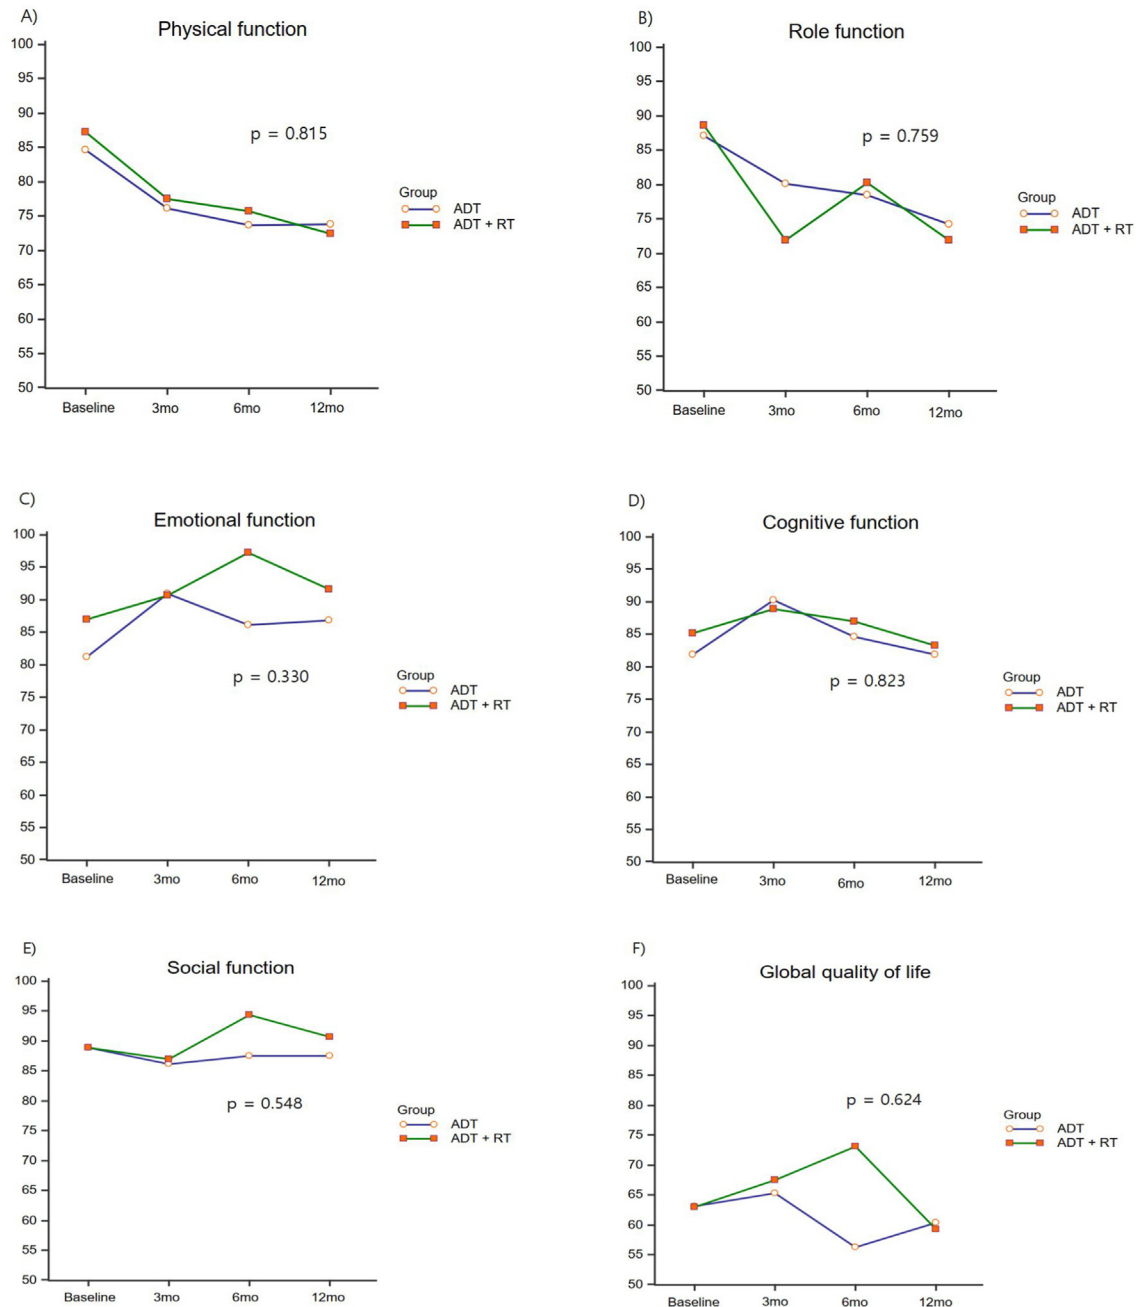 A)
Physical function
100
95
90
85
80
75
70
65
60
55
50
p = 0.815
Group
ADT
ADT + RT
Baseline
3mo
6mo
12mo
B)
Role function
100
95
90
85
80
75
70
65
60
55
50
p = 0.759
Group
ADT
ADT + RT
Baseline
3mo
6mo
12mo
C)
Emotional function
100
95
90
85
80
75
70
65
60
55
50
p = 0.330
Group
ADT
ADT + RT
Baseline
3mo
6mo
12mo
D)
Cognitive function
100
95
90
85
80
75
70
65
60
55
50
p = 0.823
Group
ADT
ADT + RT
Baseline
3mo
6mo
12mo
E)
Social function
100
95
90
85
80
75
70
65
60
55
50
p = 0.548
Group
ADT
ADT + RT
Baseline
3mo
6mo
12mo
F)
Global quality of life
100
95
90
85
80
75
70
65
60
55
50
p = 0.624
Group
ADT
ADT + RT
Baseline
3mo
6mo
12mo